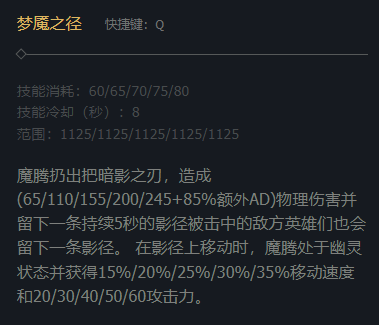 梦魇之径 快捷键：Q
技能消耗：60/65/70/75/80
技能冷却（秒）：8
范围：1125/1125/1125/1125/1125
魔腾扔出把暗影之刃，造成
(65/110/155/200/245+85%额外AD)物理伤害并
留下一条持续5秒的影径被击中的敌方英雄们也会
留下一条影径。 在影径上移动时，魔腾处于幽灵
状态并获得15%/20%/25%/30%/35%移动速度
和20/30/40/50/60攻击力。